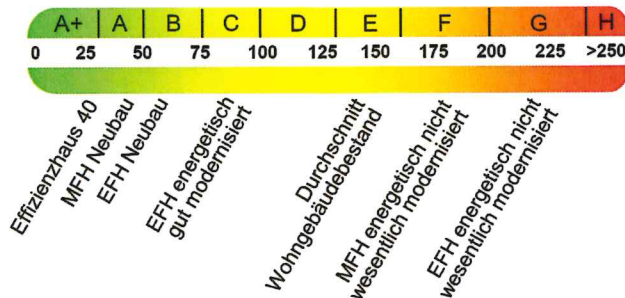 A+ A B C D E F G H
0 25 50 75 100 125 150 175 200 225 >250
Effizienzhaus 40
MFH Neubau
EFH Neubau
EFH energetisch
gut modernisiert
Durchschnitt
Wohngebäudebestand
MFH energetisch nicht
wesentlich modernisiert
EFH energetisch nicht
wesentlich modernisiert